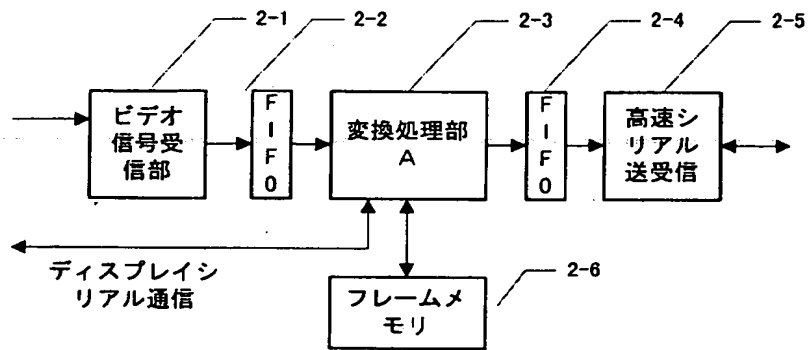 2-1
2-2
2-3
2-4
2-5
ビデオ
信号受
信部
F
I
F
O
変換処理部
A
F
I
F
O
高速シ
リアル
送受信
ディスプレイシ
リアル通信
2-6
フレームメ
モリ